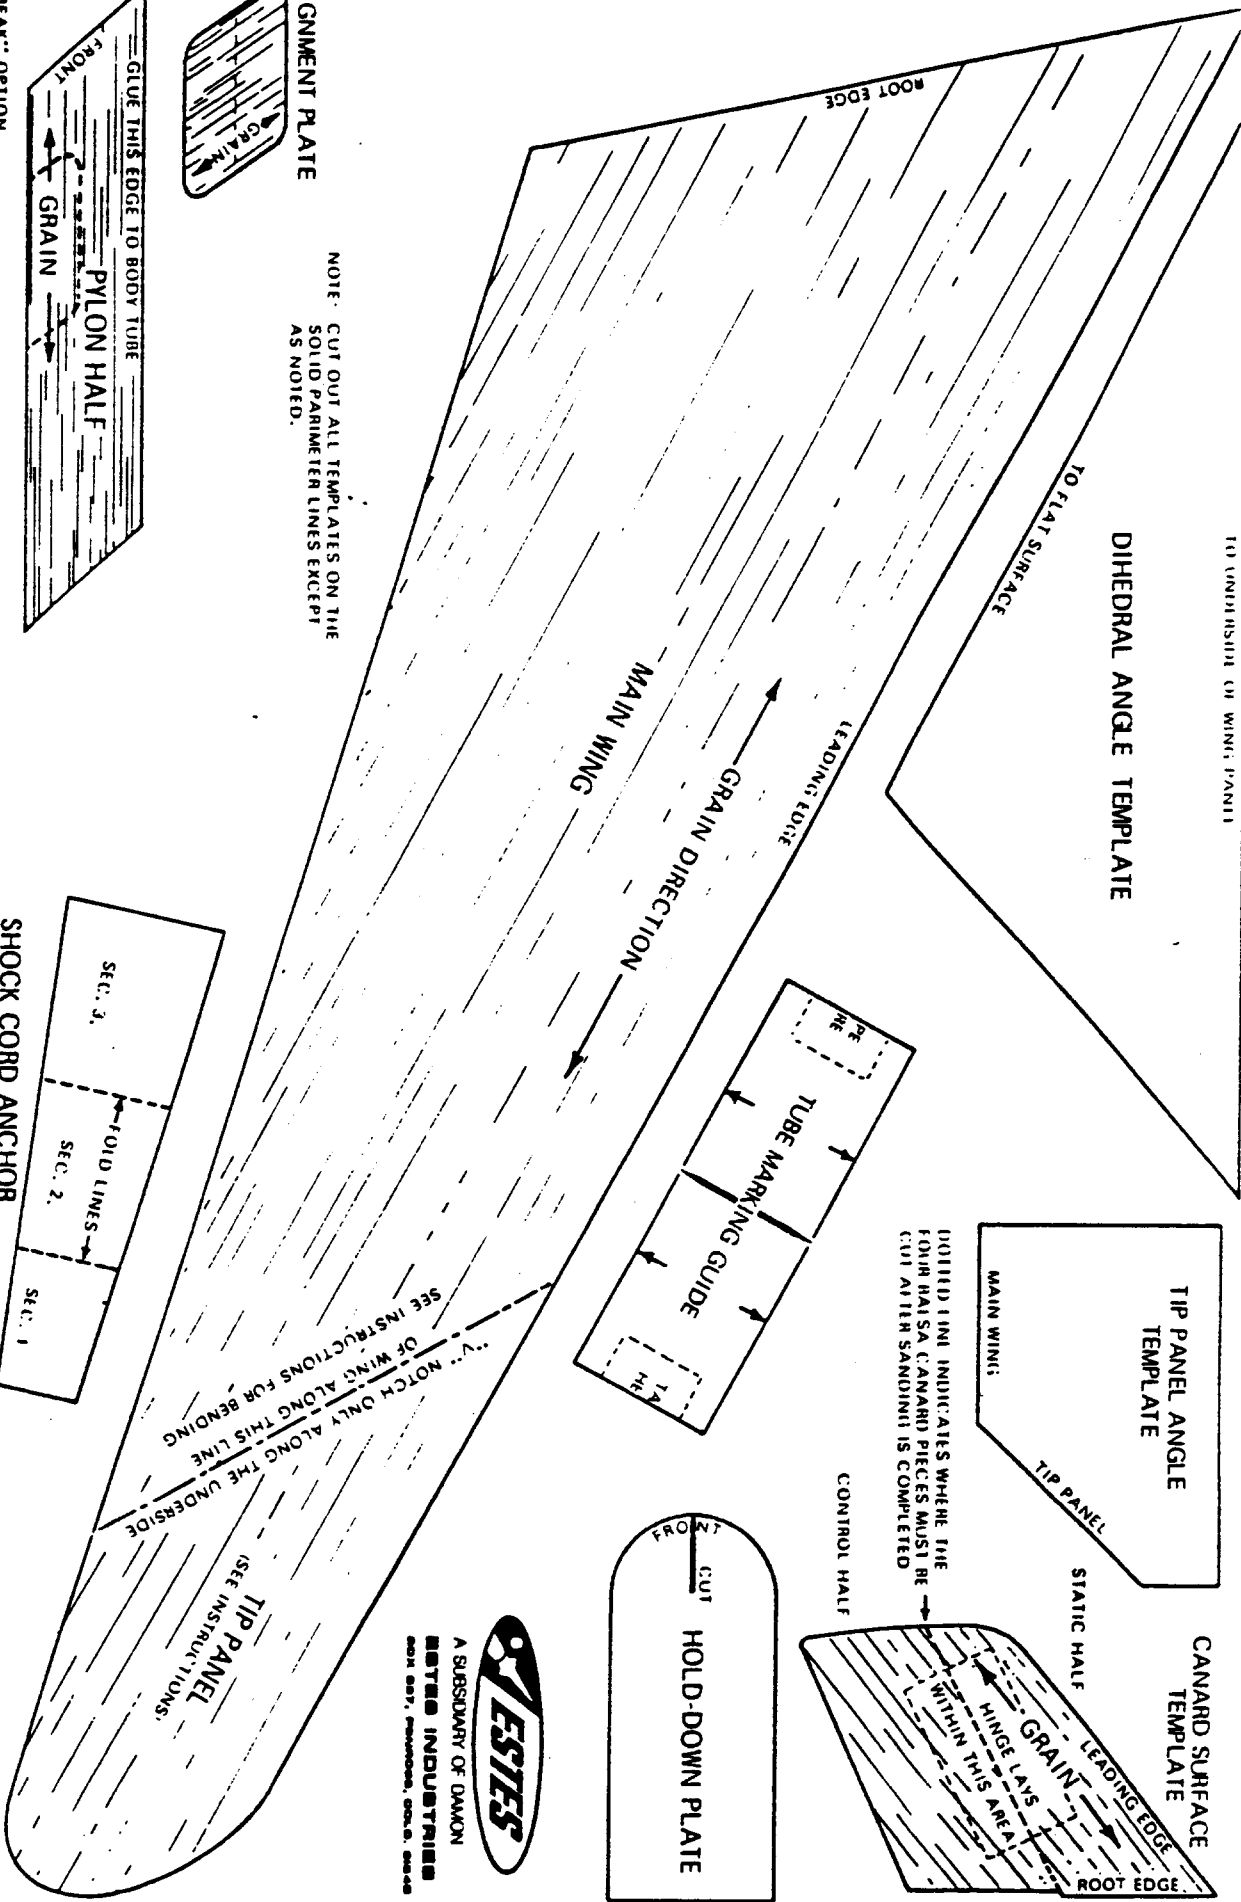 TO UNDERSIDE OF WING PANEL
DIHEDRAL ANGLE TEMPLATE
TO FLAT SURFACE
TIP PANEL ANGLE
TEMPLATE
MAIN WING
TIP PANEL
CANARD SURFACE
TEMPLATE
STATIC HALF
LEADING EDGE
GRAIN
HINGE LAYS
WITHIN THIS AREA
ROOT EDGE
DOTTED LINE INDICATES WHERE THE
FOUR BALSA CANARD PIECES MUST BE
CUT AFTER SANDING IS COMPLETED
CONTROL HALF
ROOT EDGE
LEADING EDGE
GRAIN DIRECTION
MAIN WING
TUBE MARKING GUIDE
FRONT
CUT
HOLD-DOWN PLATE
ESTES
A SUBSIDIARY OF DAMON
ESTES INDUSTRIES
"V" NOTCH ONLY ALONG THE UNDERSIDE
OF WING ALONG THIS LINE
SEE INSTRUCTIONS FOR BENDING
TIP PANEL
(SEE INSTRUCTIONS)
GNMENT PLATE
GRAIN
NOTE: CUT OUT ALL TEMPLATES ON THE
SOLID PARIMETER LINES EXCEPT
AS NOTED.
GLUE THIS EDGE TO BODY TUBE
FRONT
PYLON HALF
GRAIN
SEC. 3.
SEC. 2.
SEC. 1
FOLD LINES
SHOCK CORD ANCHOR
OPTION